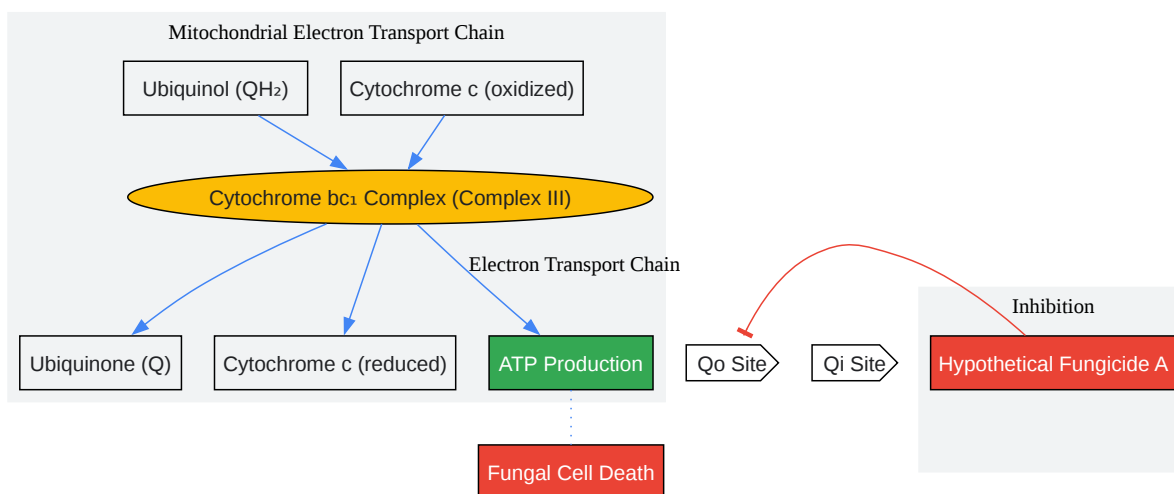 Mitochondrial Electron Transport Chain
Ubiquinol (QH₂)
Cytochrome c (oxidized)
Cytochrome bc₁ Complex (Complex III)
Electron Transport Chain
Inhibition
Ubiquinone (Q)
Cytochrome c (reduced)
ATP Production
Qo Site
Qi Site
Hypothetical Fungicide A
Fungal Cell Death